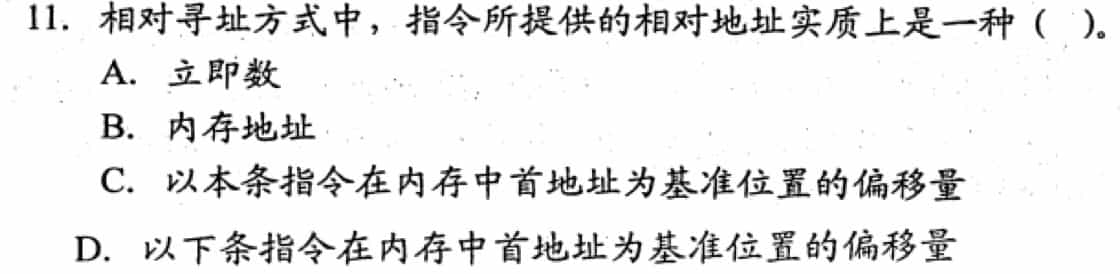 11. 相对寻址方式中，指令所提供的相对地址实质上是一种（ ）。
A. 立即数
B. 内存地址
C. 以本条指令在内存中首地址为基准位置的偏移量
D. 以下条指令在内存中首地址为基准位置的偏移量